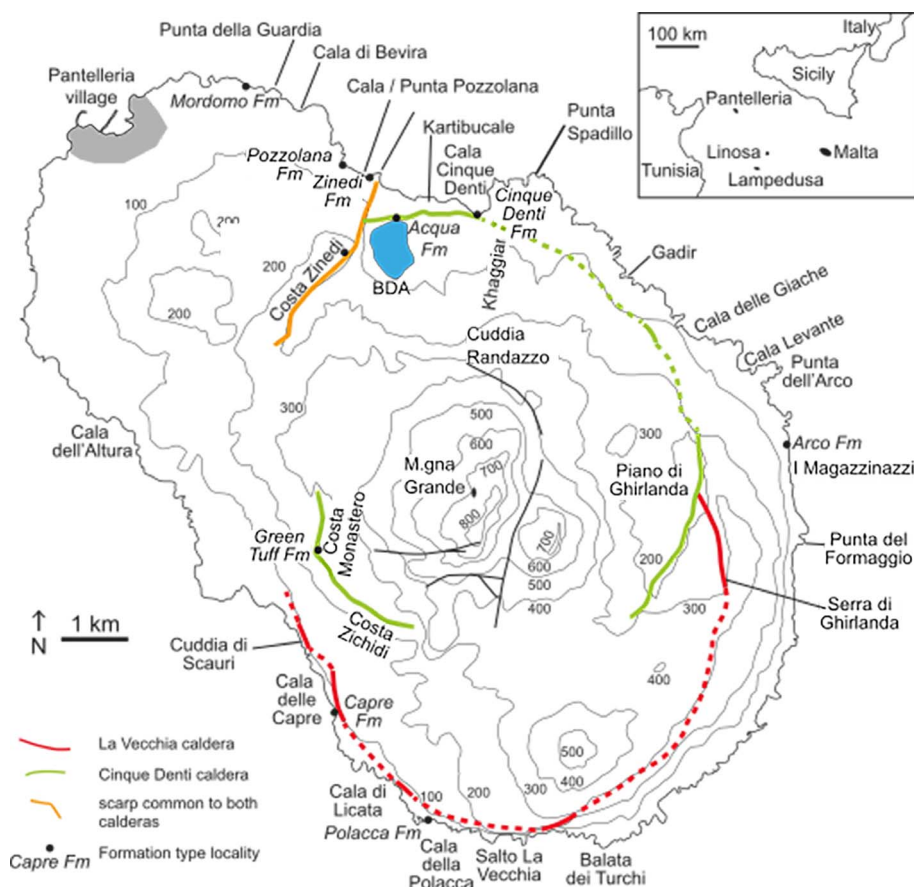 Punta della Guardia
Cala di Bevira
Pantelleria
village
Mordomo Fm
Cala / Punta Pozzolana
Kartibucale
Cala
Cinque
Denti
Punta
Spadillo
Pozzolana
Fm
Zinedi
Fm
Cinque
Denti
Fm
Acqua
Fm
BDA
Khaggiar
Costa Zinedi
Gadir
Cala delle Giache
Cala Levante
Punta
dell'Arco
Arco Fm
I Magazzinazzi
Cuddia
Randazzo
M.gna
Grande
Piano di
Ghirlanda
Punta del
Formaggio
Serra di
Ghirlanda
Cala
dell'Altura
Green
Tuff Fm
Costa
Monastero
Costa
Zichidi
Cuddia di
Scauri
Cala
delle
Capre
Capre
Fm
Cala di
Licata
Polacca Fm
Cala
della
Polacca
Salto La
Vecchia
Balata
dei Turchi
100
200
200
200
200
300
500
600
700
800
700
600
500
400
300
200
300
400
500
400
300
200
100
N
1 km
La Vecchia caldera
Cinque Denti caldera
scarp common to both
calderas
Capre Fm
Formation type locality
100 km
Italy
Sicily
Pantelleria
Linosa
Malta
Tunisia
Lampedusa